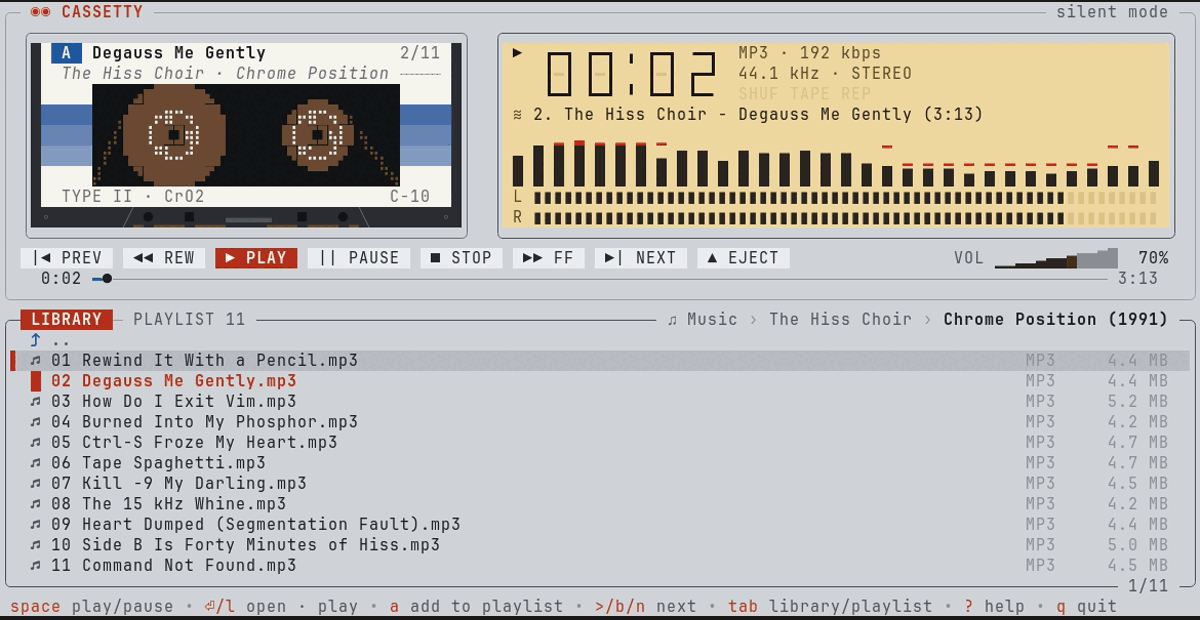 CASSETTY silent mode
A Degauss Me Gently 2/11
The Hiss Choir · Chrome Position
TYPE II · CrO2 C-10
▶ 00:02 MP3 · 192 kbps
44.1 kHz · STEREO
SHUF TAPE REP
≋ 2. The Hiss Choir - Degauss Me Gently (3:13)
L
R
|◀ PREV ◀◀ REW ▶ PLAY || PAUSE ■ STOP ▶▶ FF ▶| NEXT ▲ EJECT VOL 70%
0:02 3:13
LIBRARY PLAYLIST 11 ♫ Music › The Hiss Choir › Chrome Position (1991)
⤴ ..
♫ 01 Rewind It With a Pencil.mp3 MP3 4.4 MB
02 Degauss Me Gently.mp3 MP3 4.4 MB
♫ 03 How Do I Exit Vim.mp3 MP3 5.2 MB
♫ 04 Burned Into My Phosphor.mp3 MP3 4.2 MB
♫ 05 Ctrl-S Froze My Heart.mp3 MP3 4.7 MB
♫ 06 Tape Spaghetti.mp3 MP3 4.7 MB
♫ 07 Kill -9 My Darling.mp3 MP3 4.5 MB
♫ 08 The 15 kHz Whine.mp3 MP3 4.2 MB
♫ 09 Heart Dumped (Segmentation Fault).mp3 MP3 4.4 MB
♫ 10 Side B Is Forty Minutes of Hiss.mp3 MP3 5.0 MB
♫ 11 Command Not Found.mp3 MP3 4.5 MB
1/11
space play/pause • ⏎/l open · play • a add to playlist • >/b/n next • tab library/playlist • ? help • q quit